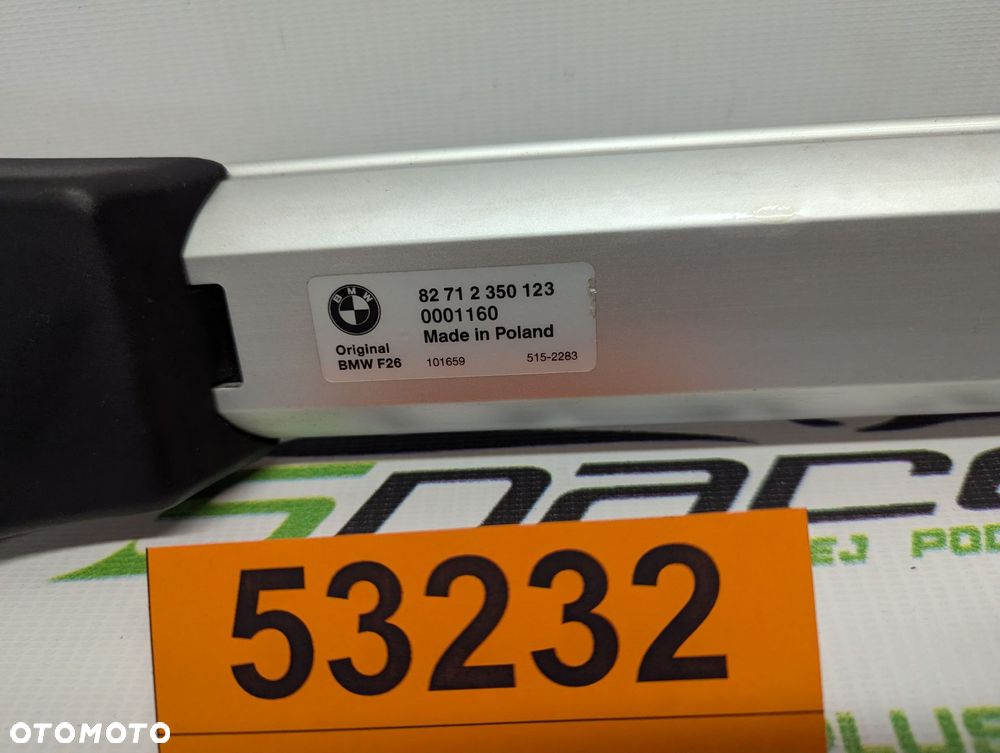 BMW
82 71 2 350 123
0001160
Made in Poland
Original
BMW F26
101659
515-2283
53232
OTOMOTO